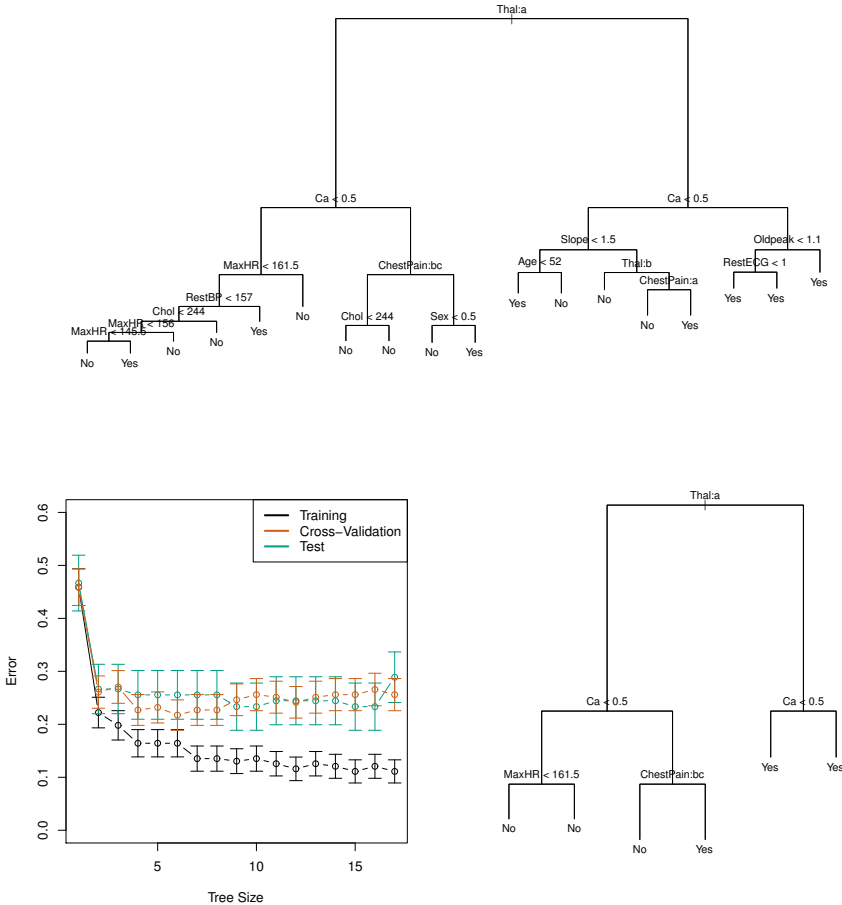 Thal:a
Ca < 0.5
Ca < 0.5
MaxHR < 161.5
ChestPain:bc
Slope < 1.5
Oldpeak < 1.1
RestBP < 157
Chol < 244
MaxHR < 156
MaxHR < 145.5
No
Yes
No
No
Yes
No
Chol < 244
No
No
Sex < 0.5
No
Yes
Age < 52
Yes
No
Thal:b
No
ChestPain:a
No
Yes
RestECG < 1
Yes
Yes
Yes
Training
Cross−Validation
Test
0.6
0.5
0.4
0.3
0.2
0.1
0.0
Error
5
10
15
Tree Size
Thal:a
Ca < 0.5
Ca < 0.5
MaxHR < 161.5
ChestPain:bc
Yes
Yes
No
No
No
Yes